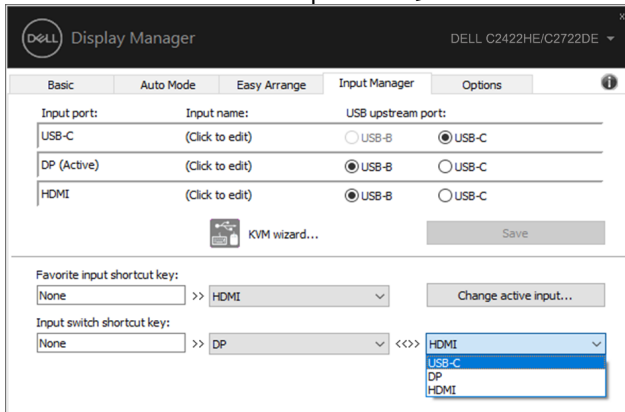 DELL Display Manager DELL C2422HE/C2722DE
x
Basic Auto Mode Easy Arrange Input Manager Options i
Input port: Input name: USB upstream port:
USB-C (Click to edit) USB-B USB-C
DP (Active) (Click to edit) USB-B USB-C
HDMI (Click to edit) USB-B USB-C
KVM wizard... Save
Favorite input shortcut key:
None >> HDMI Change active input...
Input switch shortcut key:
None >> DP <<>> HDMI
USB-C
DP
HDMI